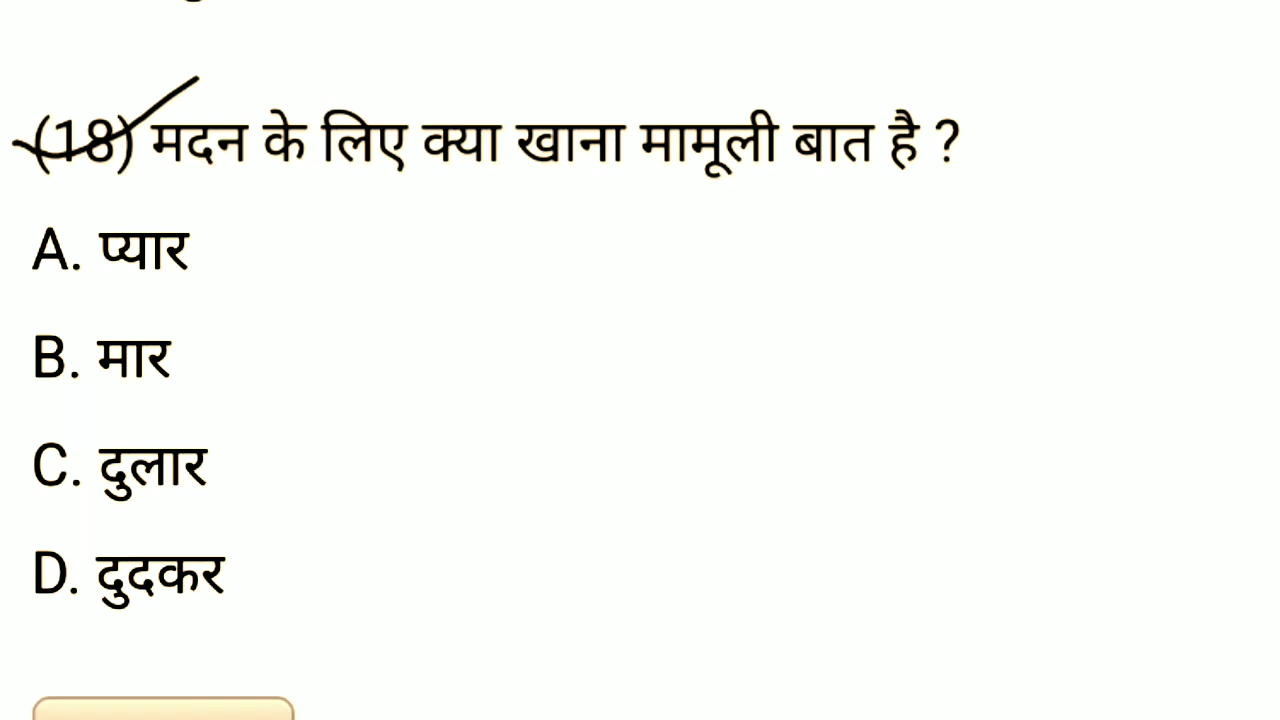 (18) मदन के लिए क्या खाना मामूली बात है ?
A. प्यार
B. मार
C. दुलार
D. दुदकर